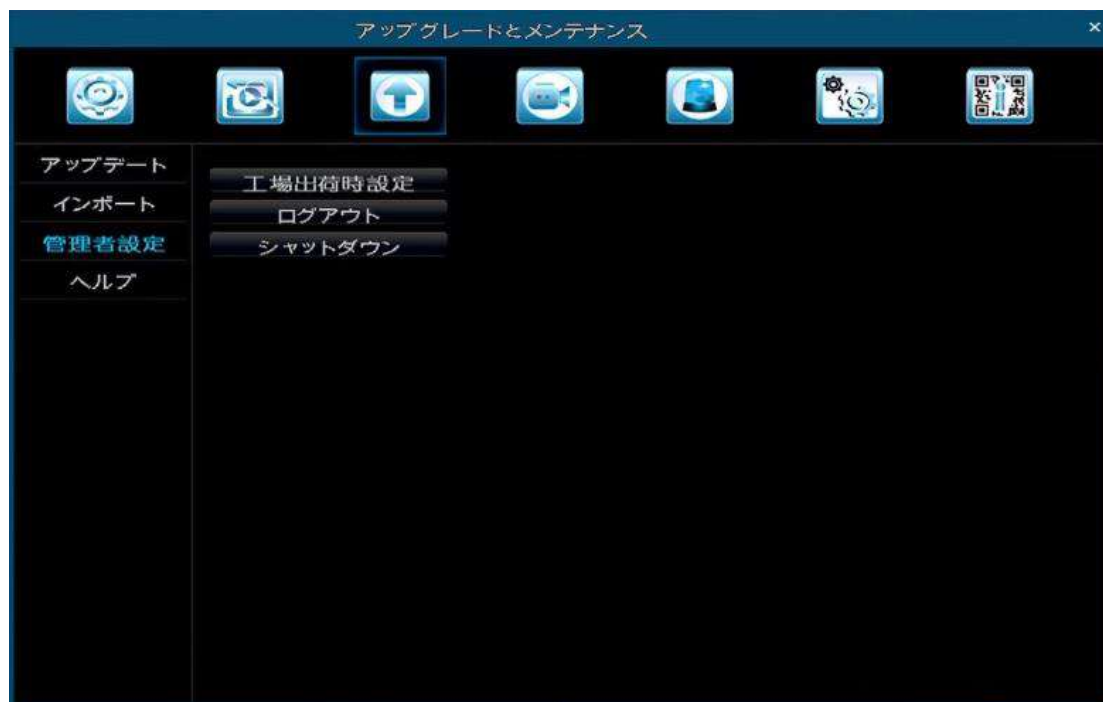 アップグレードとメンテナンス
×
アップデート
インポート
管理者設定
ヘルプ
工場出荷時設定
ログアウト
シャットダウン